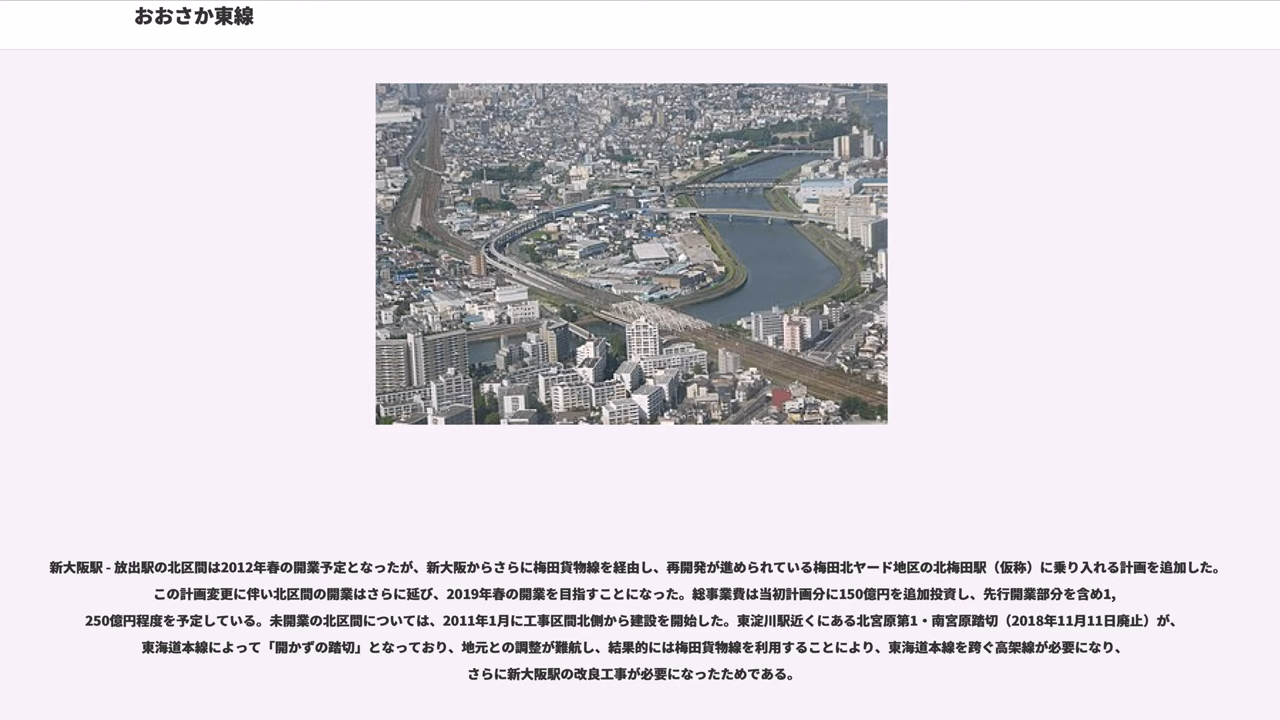 おおさか東線
新大阪駅 - 放出駅の北区間は2012年春の開業予定となったが、新大阪からさらに梅田貨物線を経由し、再開発が進められている梅田北ヤード地区の北梅田駅（仮称）に乗り入れる計画を追加した。
この計画変更に伴い北区間の開業はさらに延び、2019年春の開業を目指すことになった。総事業費は当初計画分に150億円を追加投資し、先行開業部分を含め1,
250億円程度を予定している。未開業の北区間については、2011年1月に工事区間北側から建設を開始した。東淀川駅近くにある北宮原第1・南宮原踏切（2018年11月11日廃止）が、
東海道本線によって「開かずの踏切」となっており、地元との調整が難航し、結果的には梅田貨物線を利用することにより、東海道本線を跨ぐ高架線が必要になり、
さらに新大阪駅の改良工事が必要になったためである。